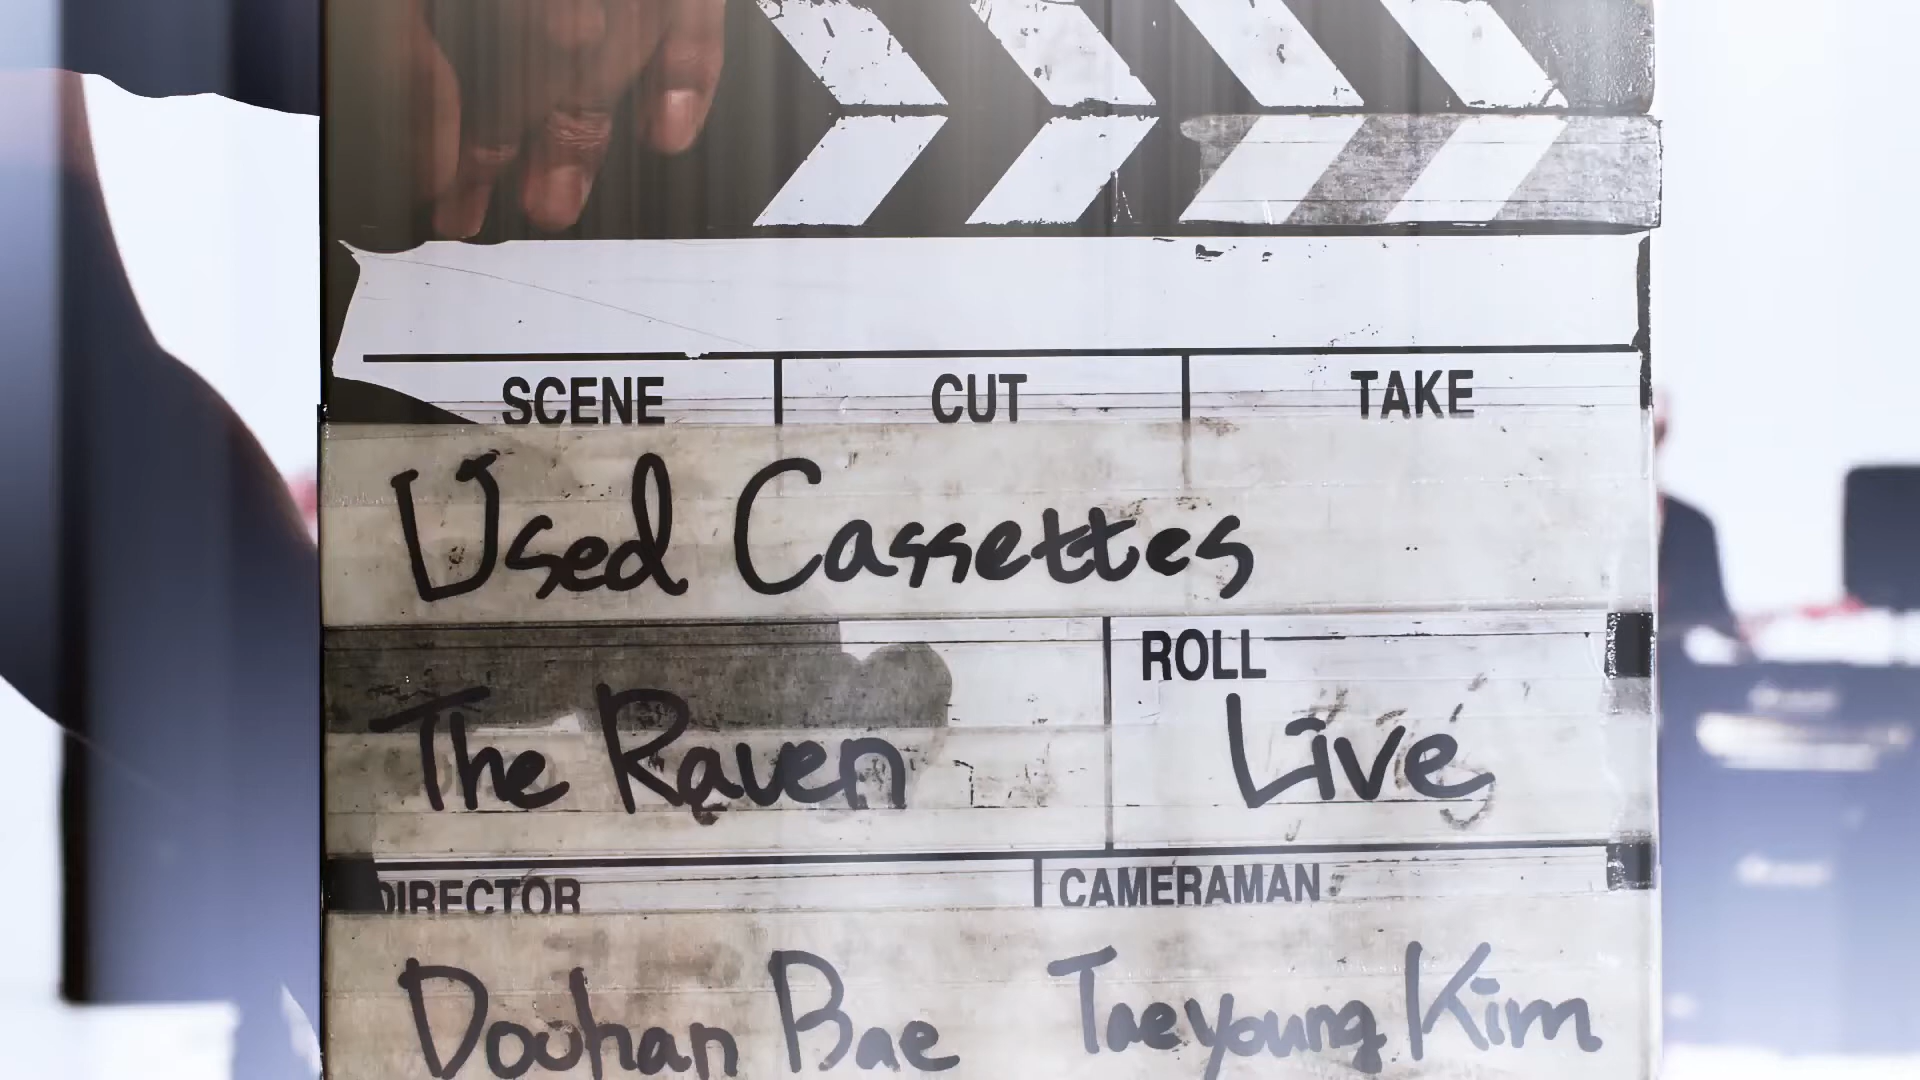 SCENE CUT TAKE
Used Cassettes
ROLL
The Raven Live
DIRECTOR CAMERAMAN
Doohan Bae Taeyoung Kim